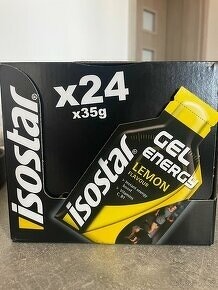 x24
x35g
isostar
isostar
GEL
ENERGY
LEMON
FLAVOUR